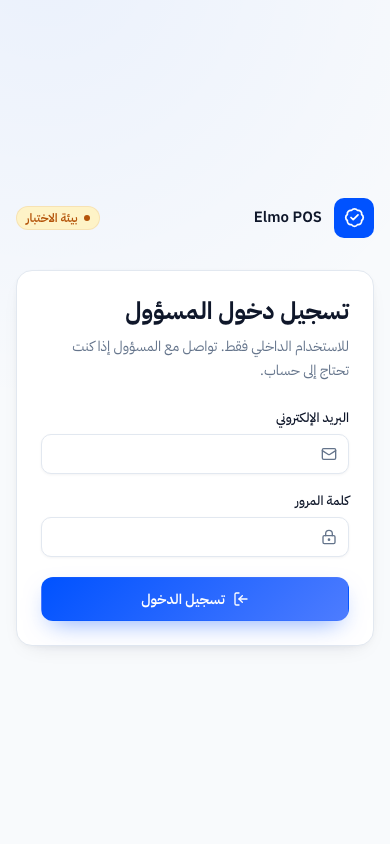 Elmo POS
بيئة الاختبار
تسجيل دخول المسؤول
للاستخدام الداخلي فقط. تواصل مع المسؤول إذا كنت
تحتاج إلى حساب.
البريد الإلكتروني
كلمة المرور
تسجيل الدخول